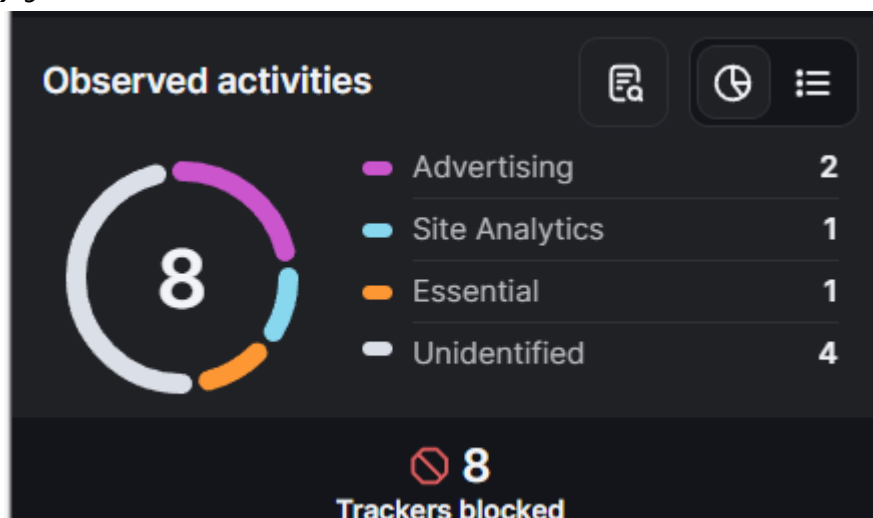 Observed activities
8
Advertising 2
Site Analytics 1
Essential 1
Unidentified 4
8
Trackers blocked